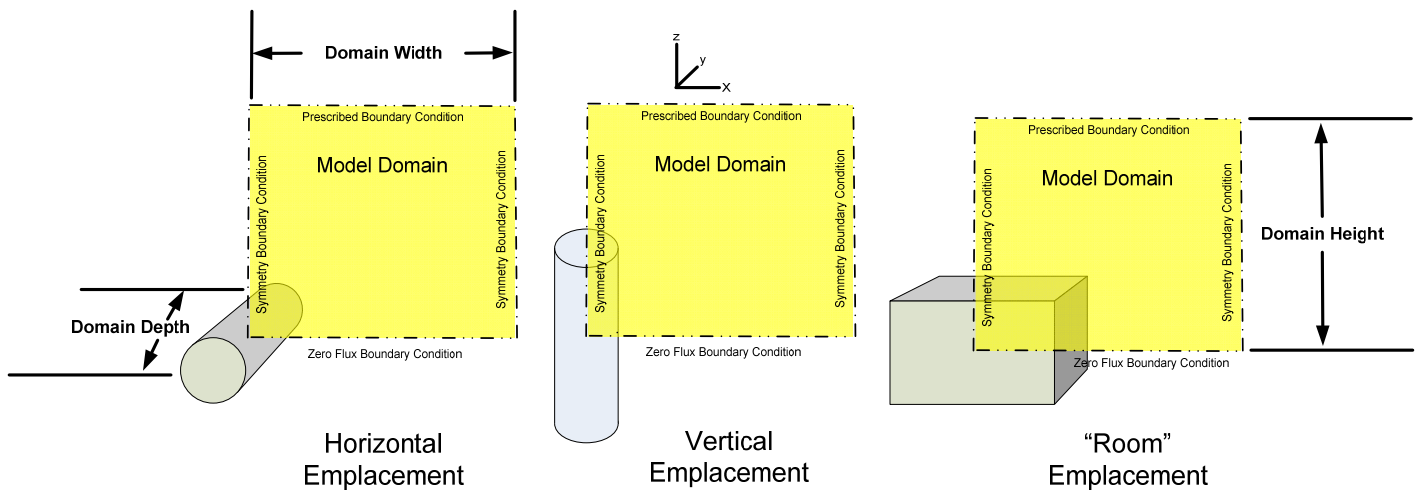 Domain Width
z
y
x
Prescribed Boundary Condition
Model Domain
Symmetry Boundary Condition
Symmetry Boundary Condition
Domain Depth
Zero Flux Boundary Condition
Horizontal
Emplacement
Prescribed Boundary Condition
Model Domain
Symmetry Boundary Condition
Symmetry Boundary Condition
Zero Flux Boundary Condition
Vertical
Emplacement
Prescribed Boundary Condition
Model Domain
Symmetry Boundary Condition
Symmetry Boundary Condition
Domain Height
Zero Flux Boundary Condition
“Room”
Emplacement